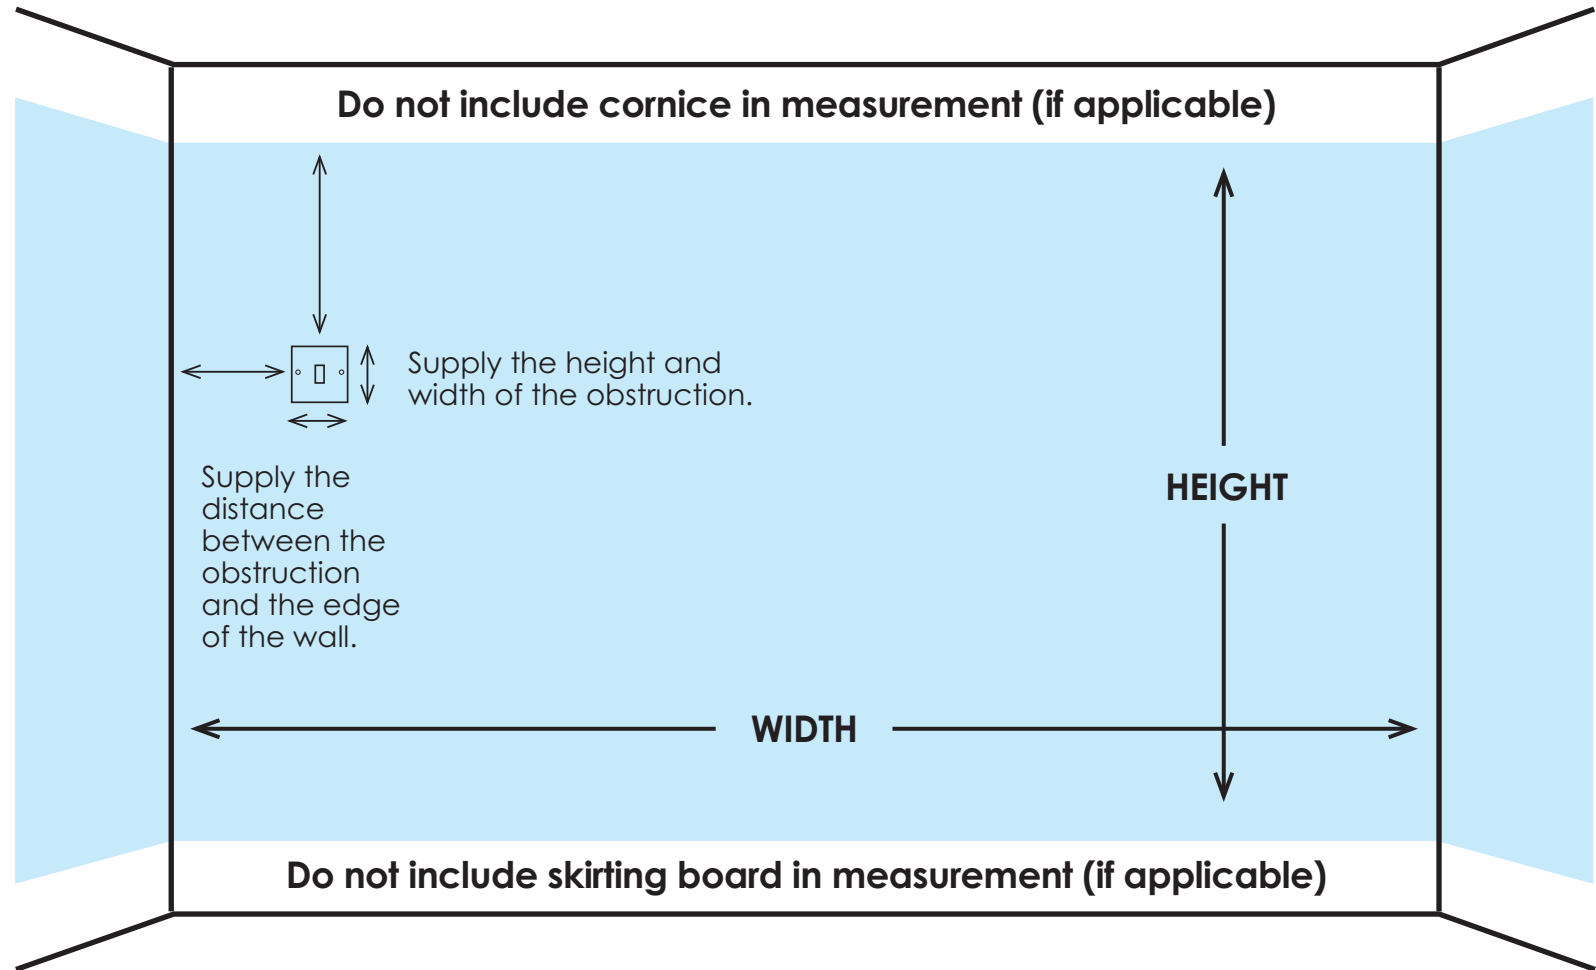 Do not include cornice in measurement (if applicable)
Supply the height and
width of the obstruction.
Supply the
distance
between the
obstruction
and the edge
of the wall.
HEIGHT
WIDTH
Do not include skirting board in measurement (if applicable)